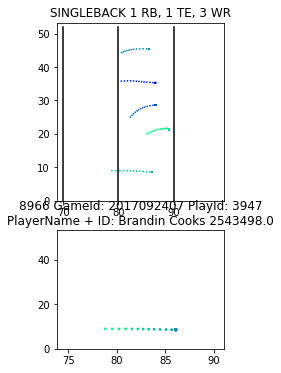 SINGLEBACK 1 RB, 1 TE, 3 WR
50
40
30
20
10
0
70 80 90
8966 GameId: 2017092407 PlayId: 3947
PlayerName + ID: Brandin Cooks 2543498.0
40
20
0
75 80 85 90